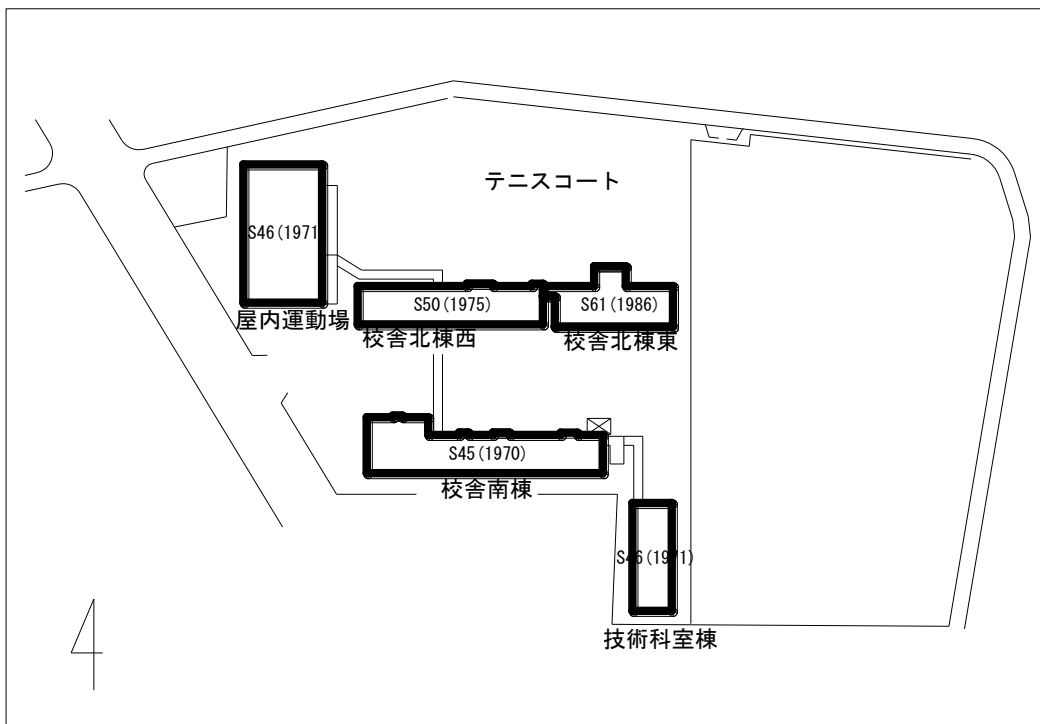 テニスコート
S46(1971
屋内運動場
S50(1975)
校舎北棟西
S61(1986)
校舎北棟東
S45(1970)
校舎南棟
S46(1971)
技術科室棟